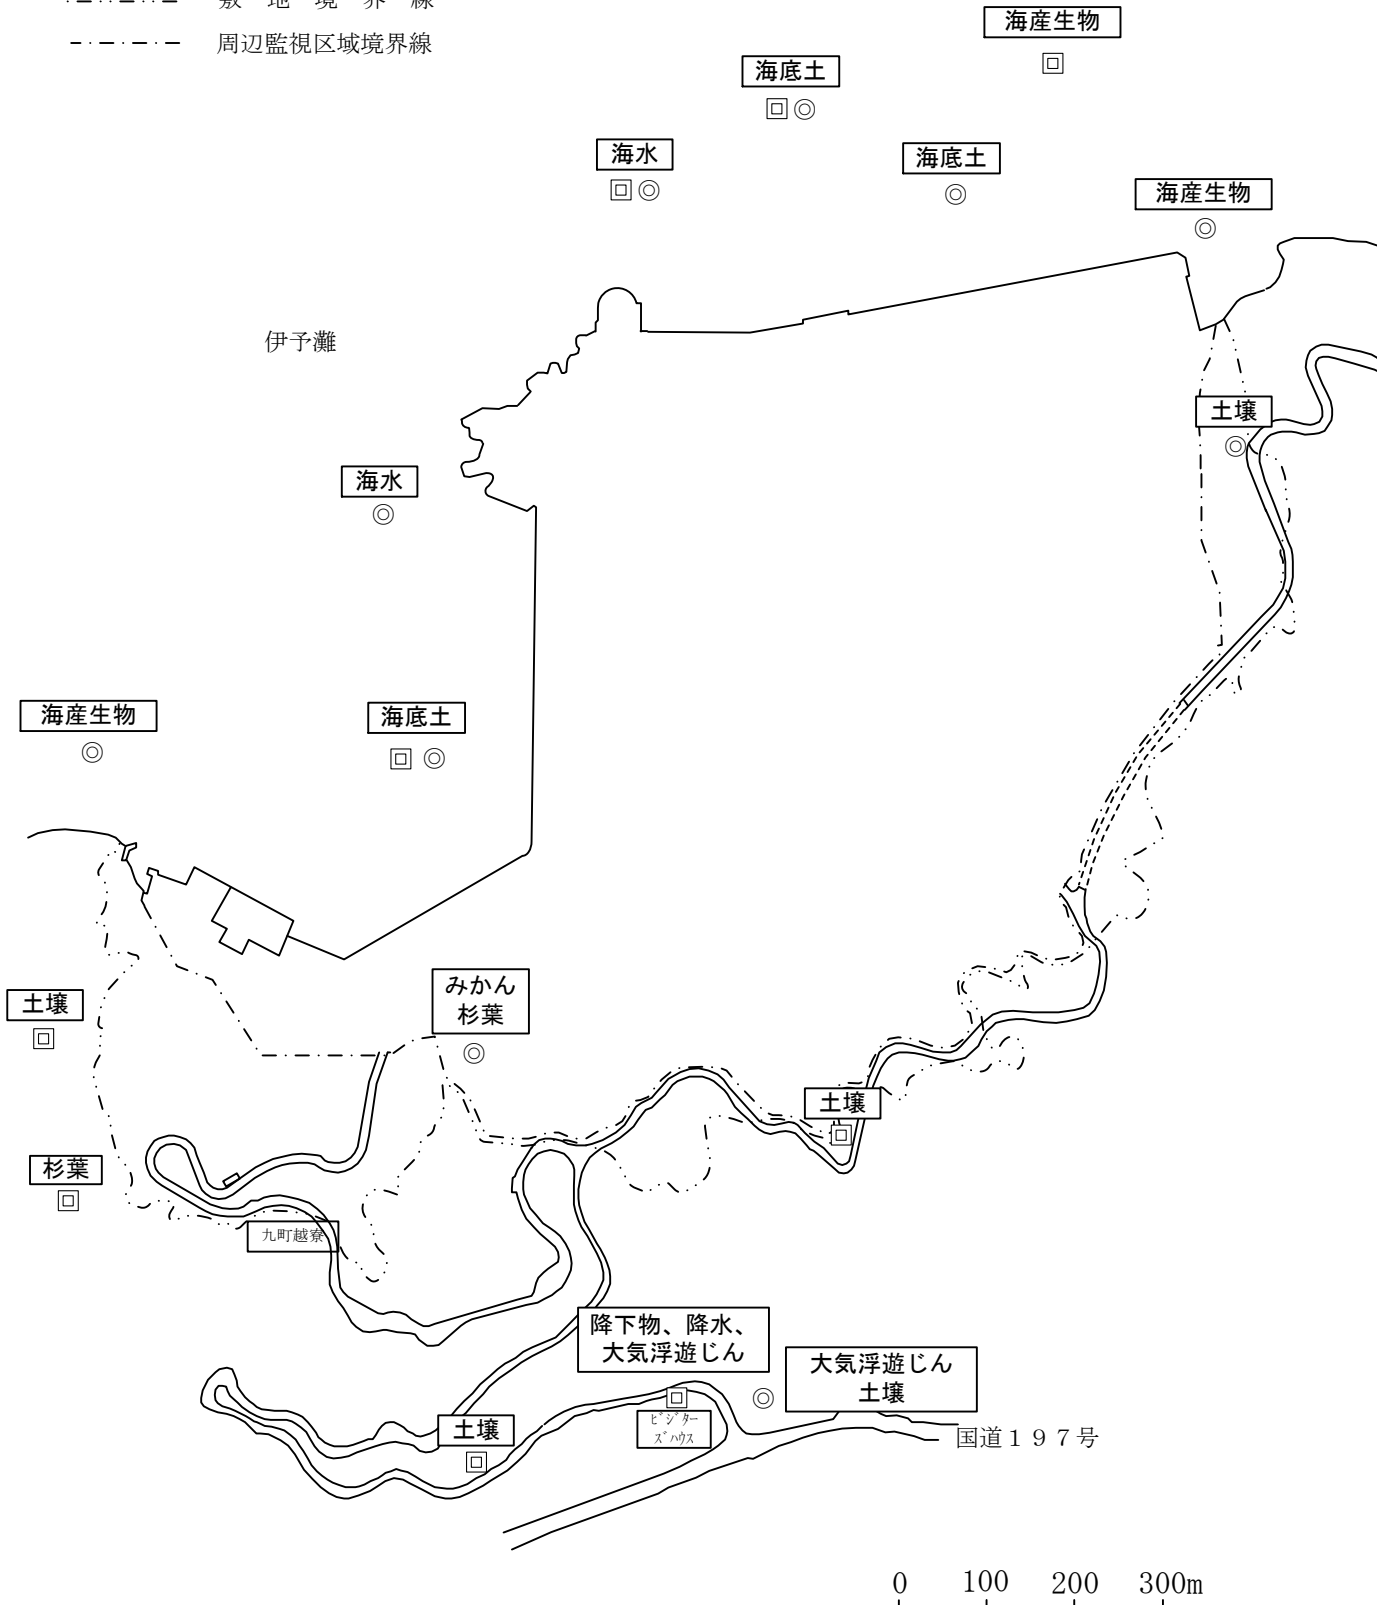 敷　地　境　界　線
周辺監視区域境界線
海産生物
海底土
海水
海底土
海産生物
伊予灘
土壌
海水
海産生物
海底土
みかん
杉葉
土壌
土壌
杉葉
九町越寮
降下物、降水、
大気浮遊じん
大気浮遊じん
土壌
土壌
ビジター
ズハウス
国道１９７号
0 100 200 300m